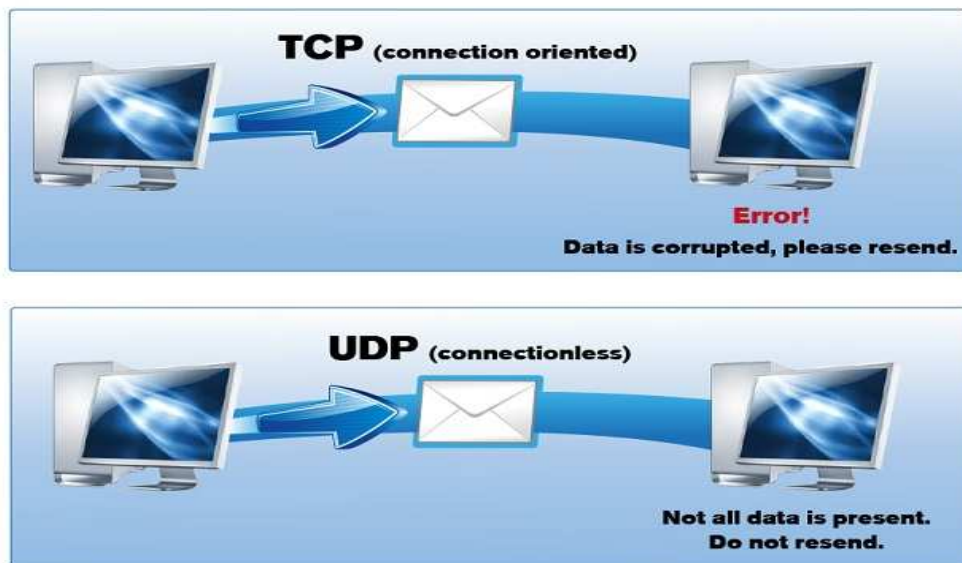 TCP (connection oriented)
Error!
Data is corrupted, please resend.
UDP (connectionless)
Not all data is present.
Do not resend.